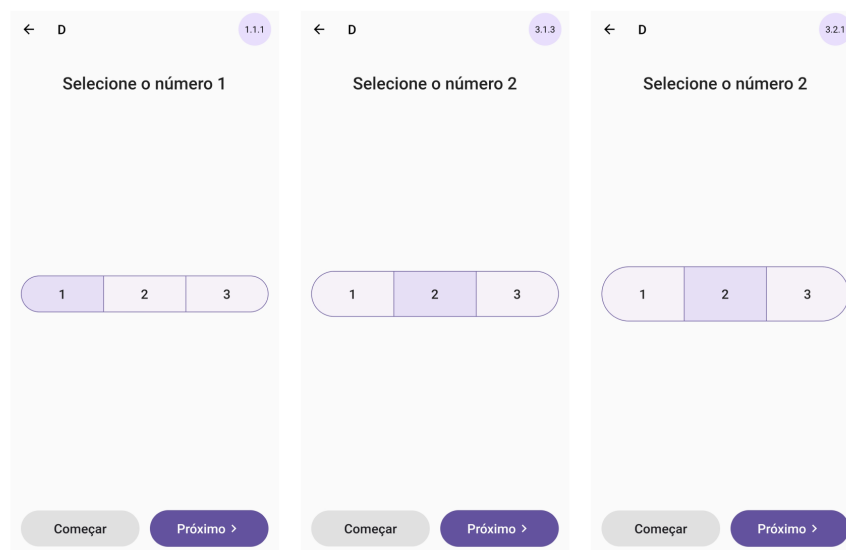 D 1.1.1
Selecione o número 1
1 2 3
Começar Próximo >
D 3.1.3
Selecione o número 2
1 2 3
Começar Próximo >
D 3.2.1
Selecione o número 2
1 2 3
Começar Próximo >